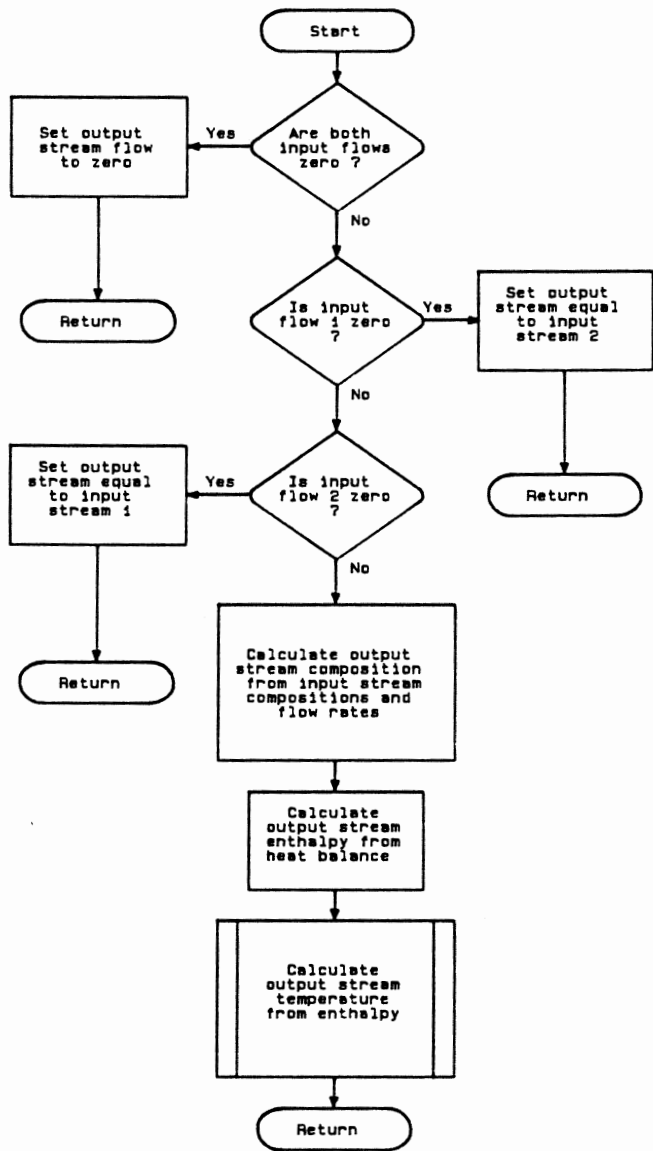 Start
Are both
input flows
zero ?
Yes
Set output
stream flow
to zero
Return
No
Is input
flow 1 zero
?
Yes
Set output
stream equal
to input
stream 2
Return
No
Is input
flow 2 zero
?
Yes
Set output
stream equal
to input
stream 1
Return
No
Calculate output
stream composition
from input stream
compositions and
flow rates
Calculate
output stream
enthalpy from
heat balance
Calculate
output stream
temperature
from enthalpy
Return